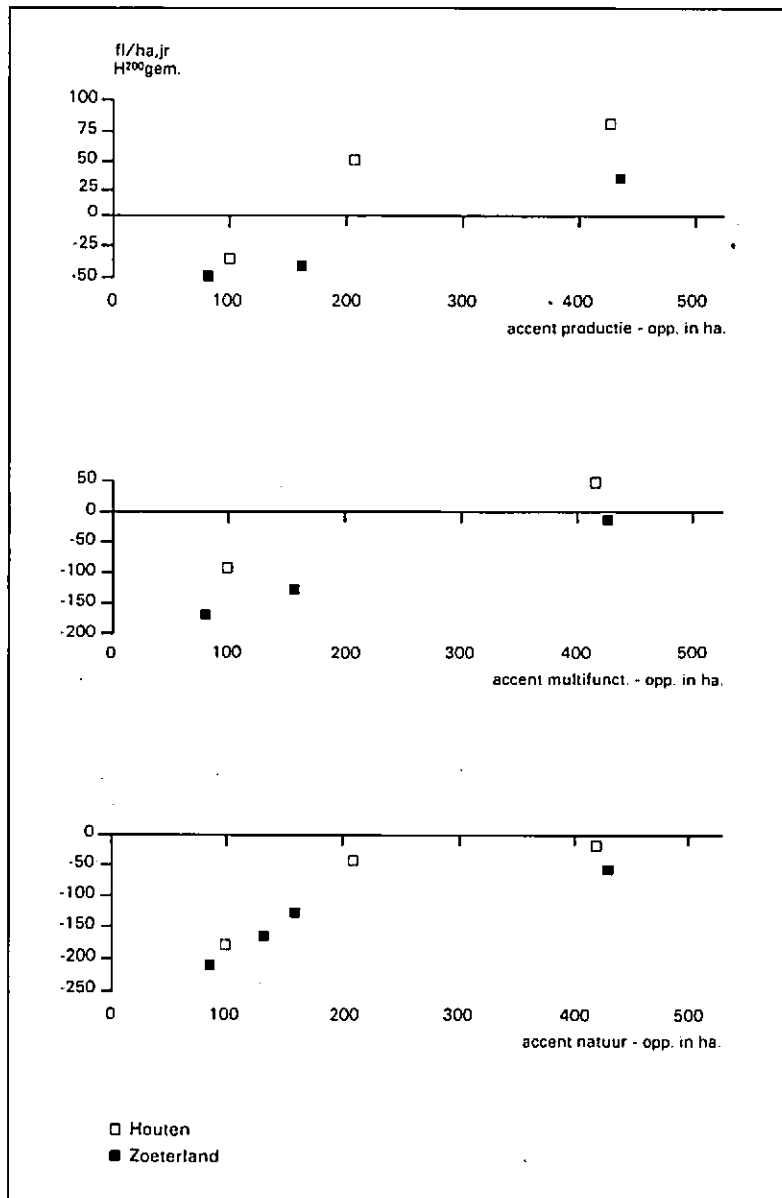 fl/ha,jr
H²⁰⁰gem.
100
75
50
25
0
-25
-50
0 100 200 300 400 500
accent productie - opp. in ha.
50
0
-50
-100
-150
-200
0 100 200 300 400 500
accent multifunct. - opp. in ha.
0
-50
-100
-150
-200
-250
0 100 200 300 400 500
accent natuur - opp. in ha.
□ Houten
■ Zoeterland